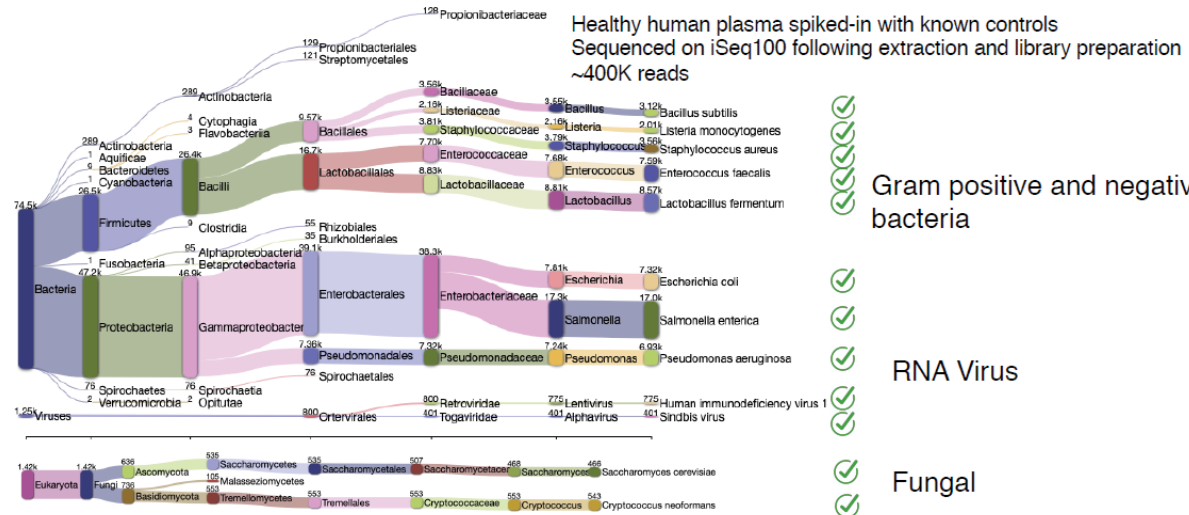 Healthy human plasma spiked-in with known controls
Sequenced on iSeq100 following extraction and library preparation
~400K reads
128 Propionibacteriaceae
129 Propionibacteriales
121 Streptomycetales
289 Actinobacteria
4 Cytophagia
3 Flavobacteriia
289 Actinobacteria
1 Aquificae
Bacteroidetes
1 Cyanobacteria
74.5k Bacteria
26.5k Firmicutes
26.4k Bacilli
9 Clostridia
1 Fusobacteria
95 Alphaproteobacteria
41 Betaproteobacteria
47.2k Proteobacteria
46.9k Gammaproteobacter
76 Spirochaetes
76 Spirochaetia
2 Verrucomicrobia
2 Opitutae
9.57k Bacillales
16.7k Lactobacillales
55 Rhizobiales
35 Burkholderiales
39.1k Enterobacterales
7.36k Pseudomonadales
76 Spirochaetales
3.56k Bacillaceae
2.16k Listeriaceae
3.81k Staphylococcaceae
7.70k Enterococcaceae
8.83k Lactobacillaceae
38.3k Enterobacteriaceae
7.32k Pseudomonadaceae
3.55k Bacillus
2.16k Listeria
3.79k Staphylococcus
7.68k Enterococcus
8.81k Lactobacillus
7.81k Escherichia
17.3k Salmonella
7.24k Pseudomonas
3.12k Bacillus subtilis
2.01k Listeria monocytogenes
3.56k Staphylococcus aureus
7.59k Enterococcus faecalis
8.57k Lactobacillus fermentum
7.32k Escherichia coli
17.0k Salmonella enterica
6.93k Pseudomonas aeruginosa
Gram positive and negativ
bacteria
1.25k Viruses
800 Ortervirales
800 Retroviridae
775 Lentivirus
775 Human immunodeficiency virus 1
401 Togaviridae
401 Alphavirus
401 Sindbis virus
RNA Virus
1.42k Eukaryota
1.42k Fungi
636 Ascomycota
535 Saccharomycetes
535 Saccharomycetales
507 Saccharomycetacea
468 Saccharomyces
466 Saccharomyces cerevisiae
736 Basidiomycota
105 Malasseziomycetes
553 Tremellomycetes
553 Tremellales
553 Cryptococcaceae
553 Cryptococcus
543 Cryptococcus neoformans
Fungal